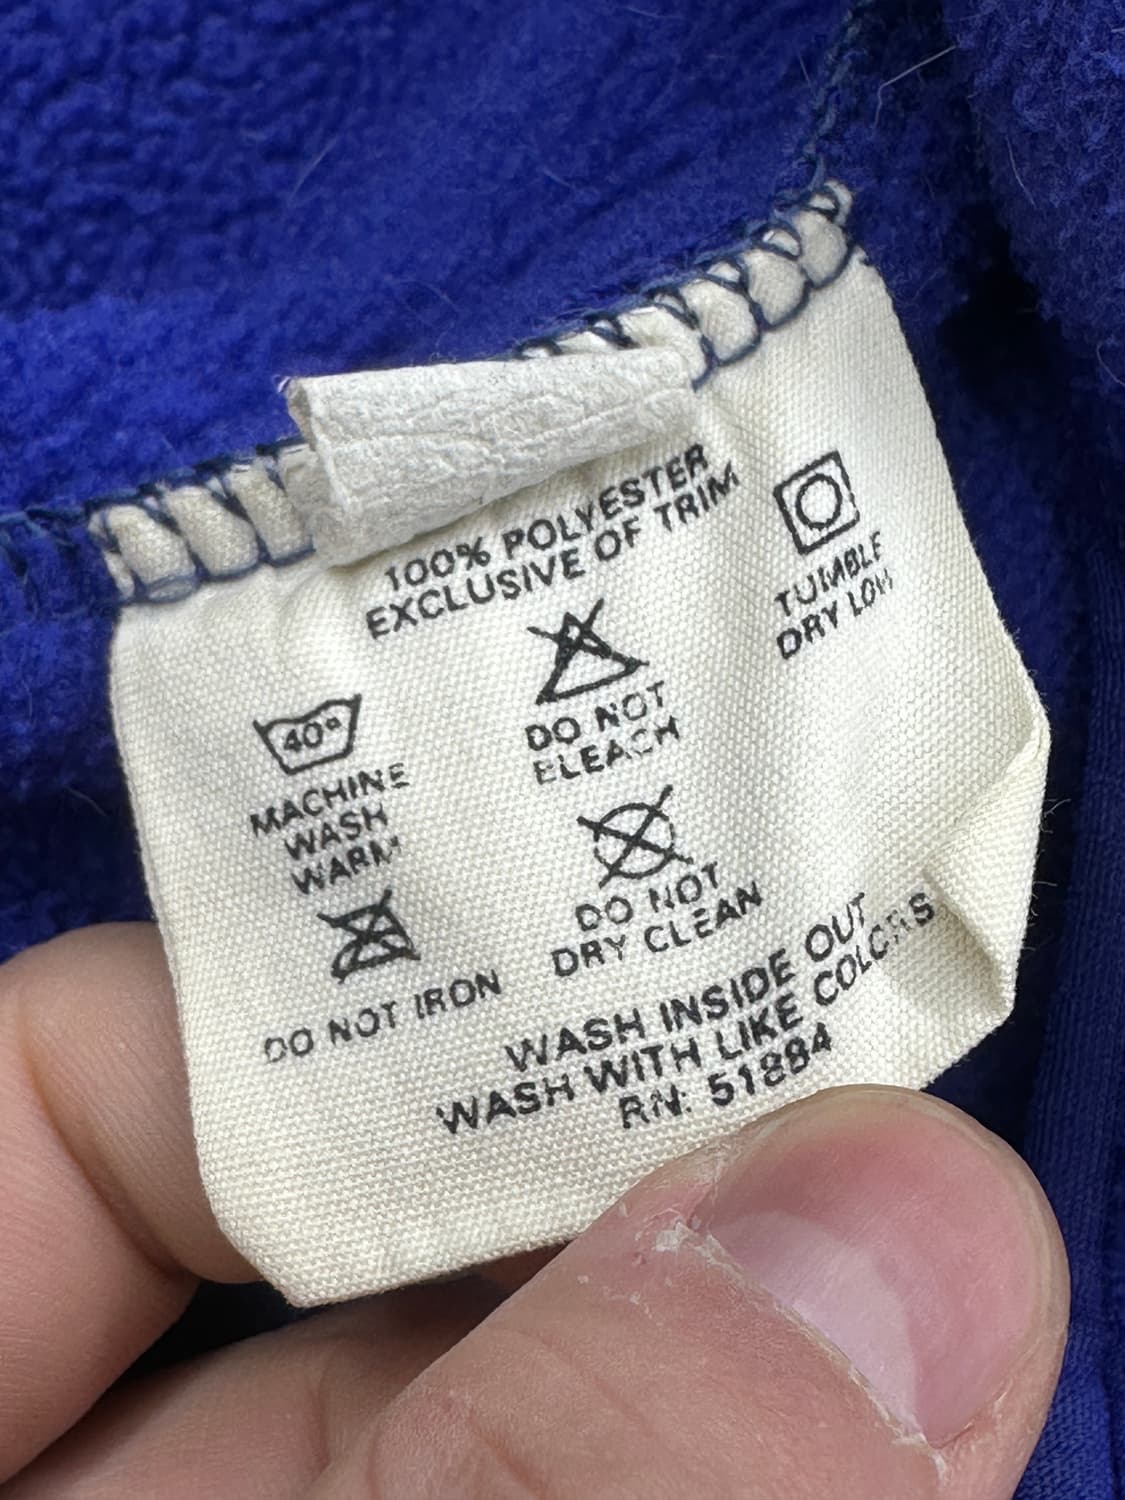 100% POLYESTER
EXCLUSIVE OF TRIM
TUMBLE
DRY LOW
DO NOT
BLEACH
40°
MACHINE
WASH
WARM
DO NOT
DRY CLEAN
DO NOT IRON
WASH INSIDE OUT
WASH WITH LIKE COLORS
RN: 51884